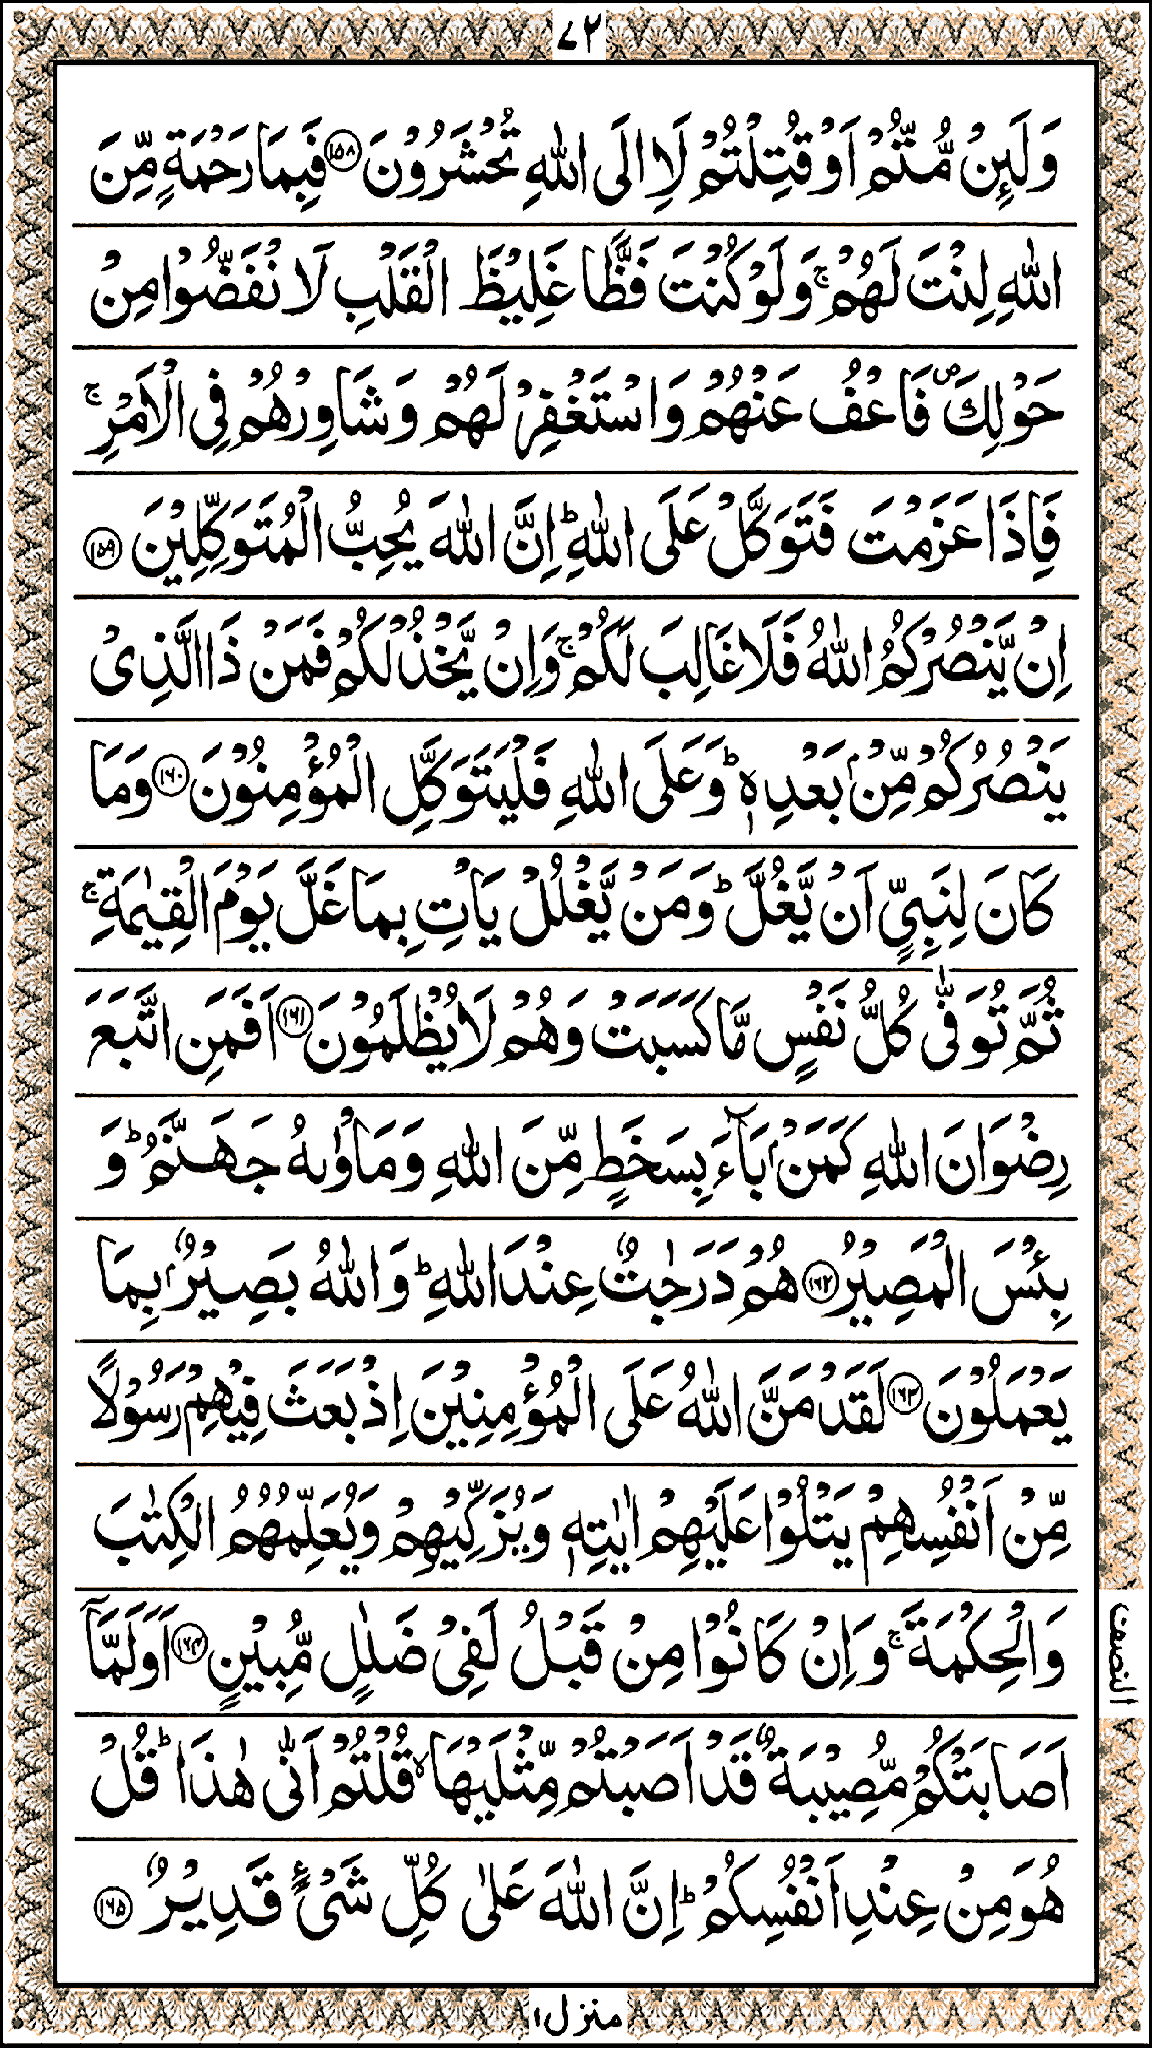 ٧٢
وَلَىِٕنْ مُّتُّمْ اَوْ قُتِلْتُمْ لَاِالَى اللّٰهِ تُحْشَرُوْنَ ۝١٥٨ فَبِمَا رَحْمَةٍ مِّنَ
اللّٰهِ لِنْتَ لَهُمْ ۚ وَلَوْ كُنْتَ فَظًّا غَلِيْظَ الْقَلْبِ لَا نْفَضُّوْا مِنْ
حَوْلِكَ ۪ فَاعْفُ عَنْهُمْ وَاسْتَغْفِرْ لَهُمْ وَشَاوِرْهُمْ فِي الْاَمْرِ ۚ
فَاِذَا عَزَمْتَ فَتَوَكَّلْ عَلَى اللّٰهِ ؕ اِنَّ اللّٰهَ يُحِبُّ الْمُتَوَكِّلِيْنَ ۝١٥٩
اِنْ يَّنْصُرْكُمُ اللّٰهُ فَلَا غَالِبَ لَكُمْ ۚ وَاِنْ يَّخْذُلْكُمْ فَمَنْ ذَا الَّذِىْ
يَنْصُرُكُمْ مِّنْۢ بَعْدِهٖ ؕ وَعَلَى اللّٰهِ فَلْيَتَوَكَّلِ الْمُؤْمِنُوْنَ ۝١٦٠ وَمَا
كَانَ لِنَبِيٍّ اَنْ يَّغُلَّ ؕ وَمَنْ يَّغْلُلْ يَاْتِ بِمَا غَلَّ يَوْمَ الْقِيٰمَةِ ۚ
ثُمَّ تُوَفّٰى كُلُّ نَفْسٍ مَّا كَسَبَتْ وَهُمْ لَا يُظْلَمُوْنَ ۝١٦١ اَفَمَنِ اتَّبَعَ
رِضْوَانَ اللّٰهِ كَمَنْۢ بَآءَ بِسَخَطٍ مِّنَ اللّٰهِ وَمَاْوٰىهُ جَهَنَّمُ ؕ وَ
بِئْسَ الْمَصِيْرُ ۝١٦٢ هُمْ دَرَجٰتٌ عِنْدَ اللّٰهِ ؕ وَاللّٰهُ بَصِيْرٌۢ بِمَا
يَعْمَلُوْنَ ۝١٦٣ لَقَدْ مَنَّ اللّٰهُ عَلَى الْمُؤْمِنِيْنَ اِذْ بَعَثَ فِيْهِمْ رَسُوْلًا
مِّنْ اَنْفُسِهِمْ يَتْلُوْا عَلَيْهِمْ اٰيٰتِهٖ وَيُزَكِّيْهِمْ وَيُعَلِّمُهُمُ الْكِتٰبَ
وَالْحِكْمَةَ ۚ وَاِنْ كَانُوْا مِنْ قَبْلُ لَفِيْ ضَلٰلٍ مُّبِيْنٍ ۝١٦٤ اَوَلَمَّاۤ
اَصَابَتْكُمْ مُّصِيْبَةٌ قَدْ اَصَبْتُمْ مِّثْلَيْهَا ۙ قُلْتُمْ اَنّٰى هٰذَا ؕ قُلْ
هُوَ مِنْ عِنْدِ اَنْفُسِكُمْ ؕ اِنَّ اللّٰهَ عَلٰى كُلِّ شَىْءٍ قَدِيْرٌ ۝١٦٥
النصف
منزل ١